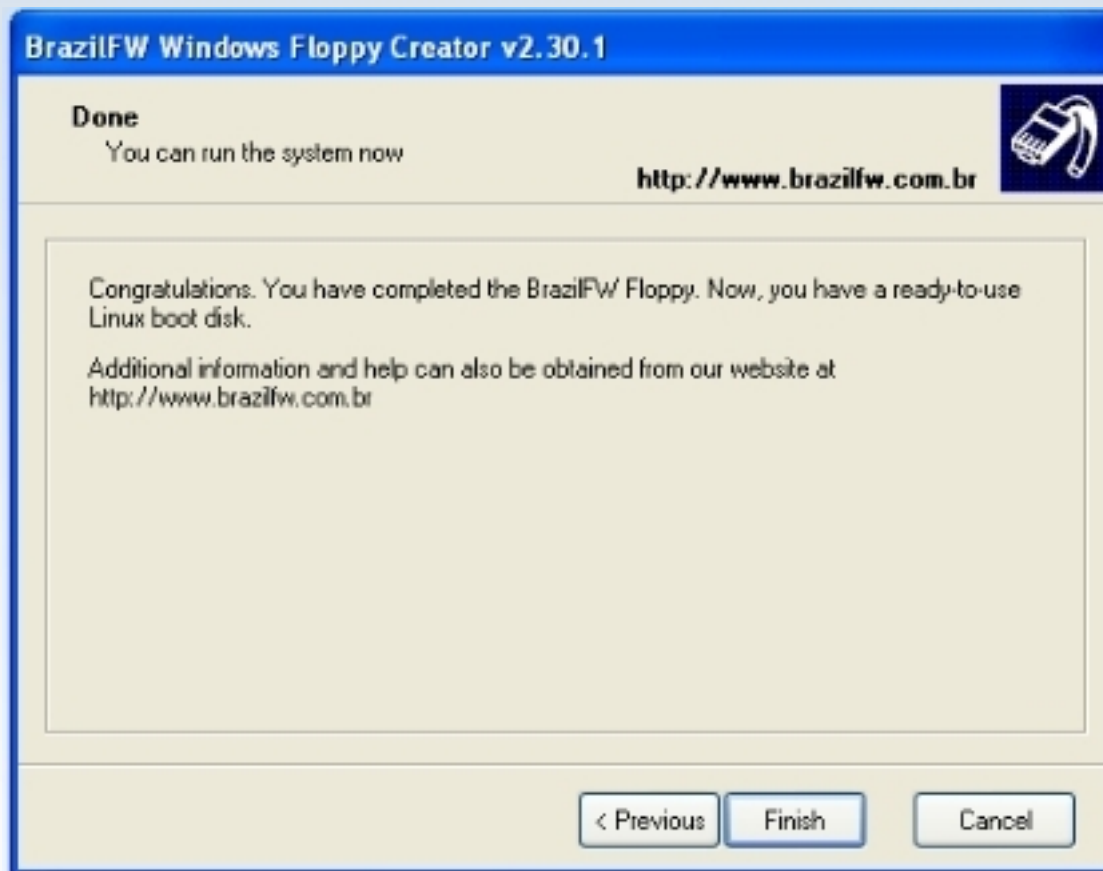 BrazilFW Windows Floppy Creator v2.30.1
Done
You can run the system now
http://www.brazilfw.com.br
Congratulations. You have completed the BrazilFW Floppy. Now, you have a ready-to-use
Linux boot disk.
Additional information and help can also be obtained from our website at
http://www.brazilfw.com.br
< Previous
Finish
Cancel